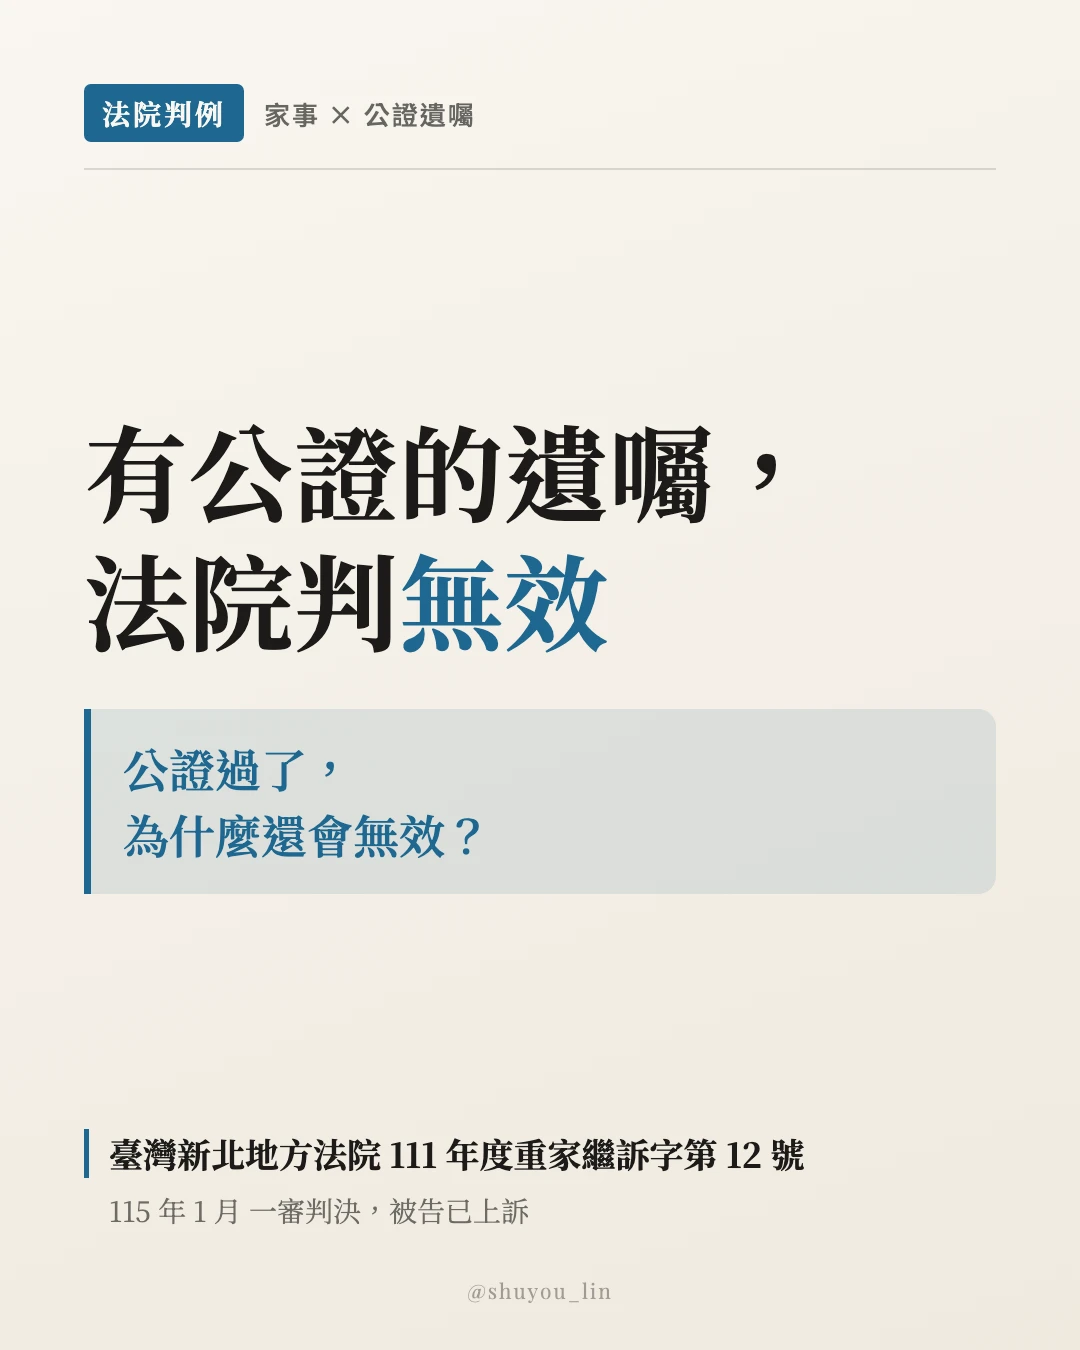 法院判例 家事 × 公證遺囑
有公證的遺囑，
法院判無效
公證過了，
為什麼還會無效？
臺灣新北地方法院 111 年度重家繼訴字第 12 號
115 年 1 月 一審判決，被告已上訴
@shuyou_lin